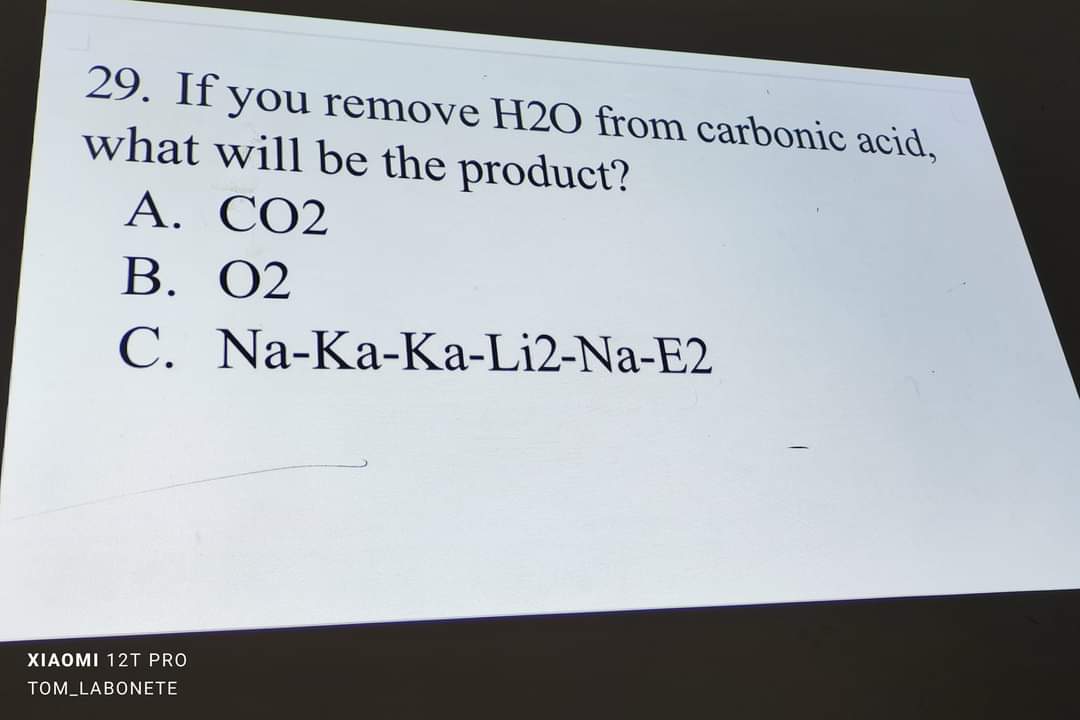 29. If you remove H2O from carbonic acid,
what will be the product?
A. CO2
B. O2
C. Na-Ka-Ka-Li2-Na-E2
XIAOMI 12T PRO
TOM_LABONETE